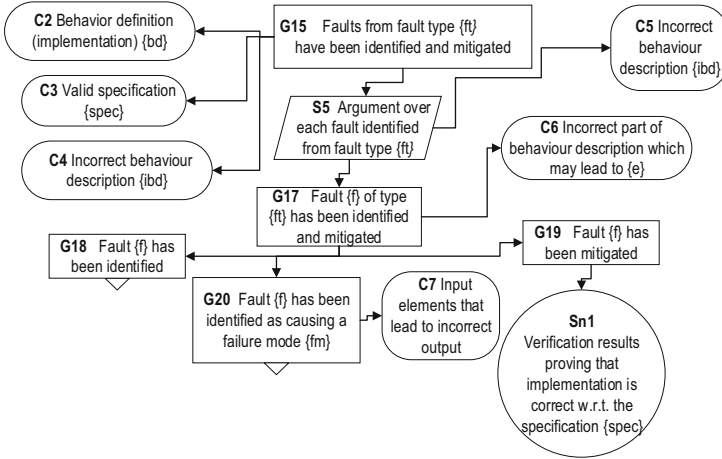 C2 Behavior definition
(implementation) {bd}
G15 Faults from fault type {ft}
have been identified and mitigated
C5 Incorrect
behaviour
description {ibd}
C3 Valid specification
{spec}
S5 Argument over
each fault identified
from fault type {ft}
C4 Incorrect behaviour
description {ibd}
C6 Incorrect part of
behaviour description which
may lead to {e}
G17 Fault {f} of type
{ft} has been identified
and mitigated
G18 Fault {f} has
been identified
G19 Fault {f} has
been mitigated
G20 Fault {f} has been
identified as causing a
failure mode {fm}
C7 Input
elements that
lead to incorrect
output
Sn1
Verification results
proving that
implementation is
correct w.r.t. the
specification {spec}